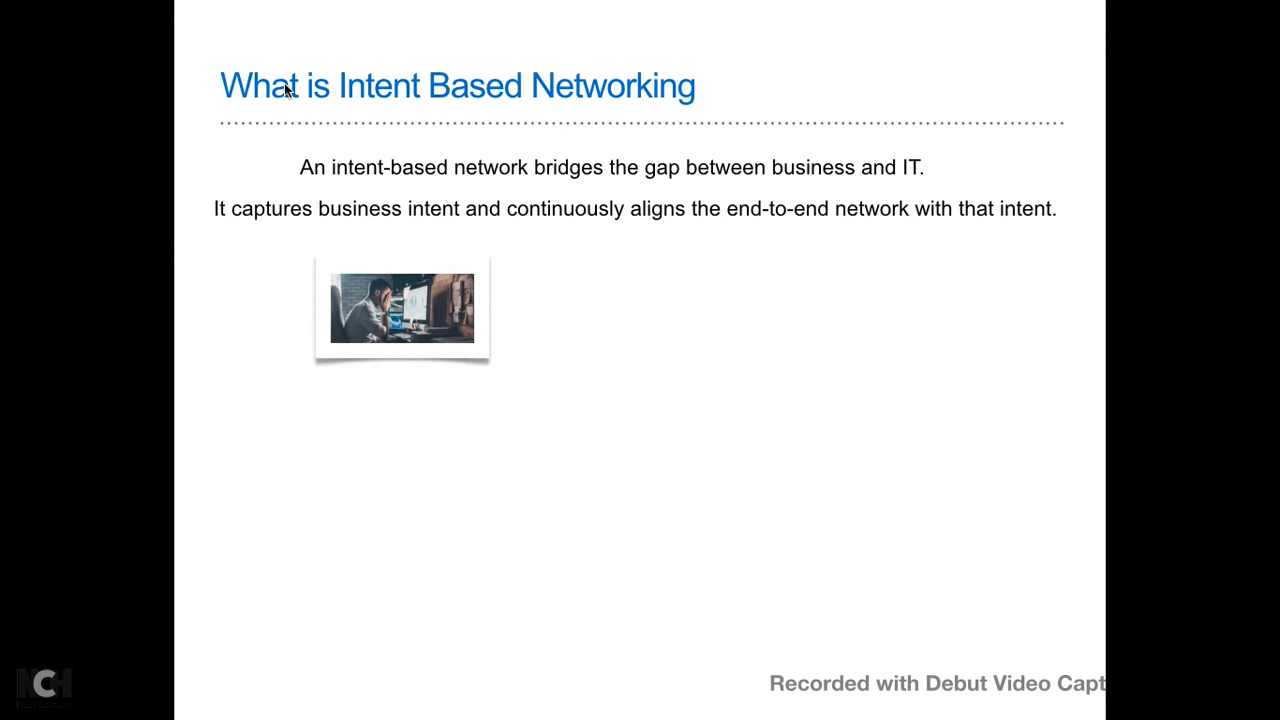 What is Intent Based Networking
An intent-based network bridges the gap between business and IT.
It captures business intent and continuously aligns the end-to-end network with that intent.
NCH
Recorded with Debut Video Capt